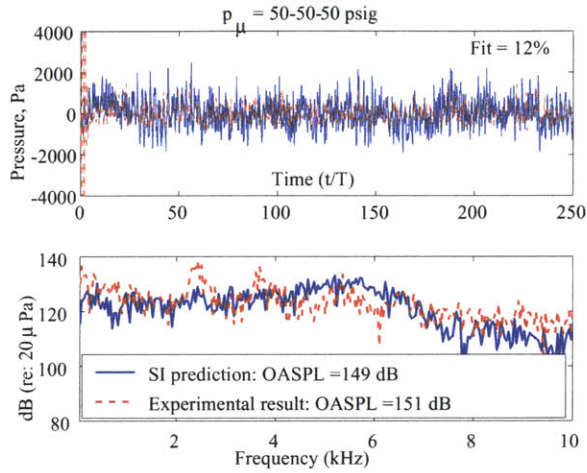 p_μ = 50-50-50 psig
4000
2000
0
-2000
-4000
Pressure, Pa
Fit = 12%
Time (t/T)
0 50 100 150 200 250
140
120
100
80
dB (re: 20 μ Pa)
SI prediction: OASPL =149 dB
Experimental result: OASPL =151 dB
2 4 6 8 10
Frequency (kHz)